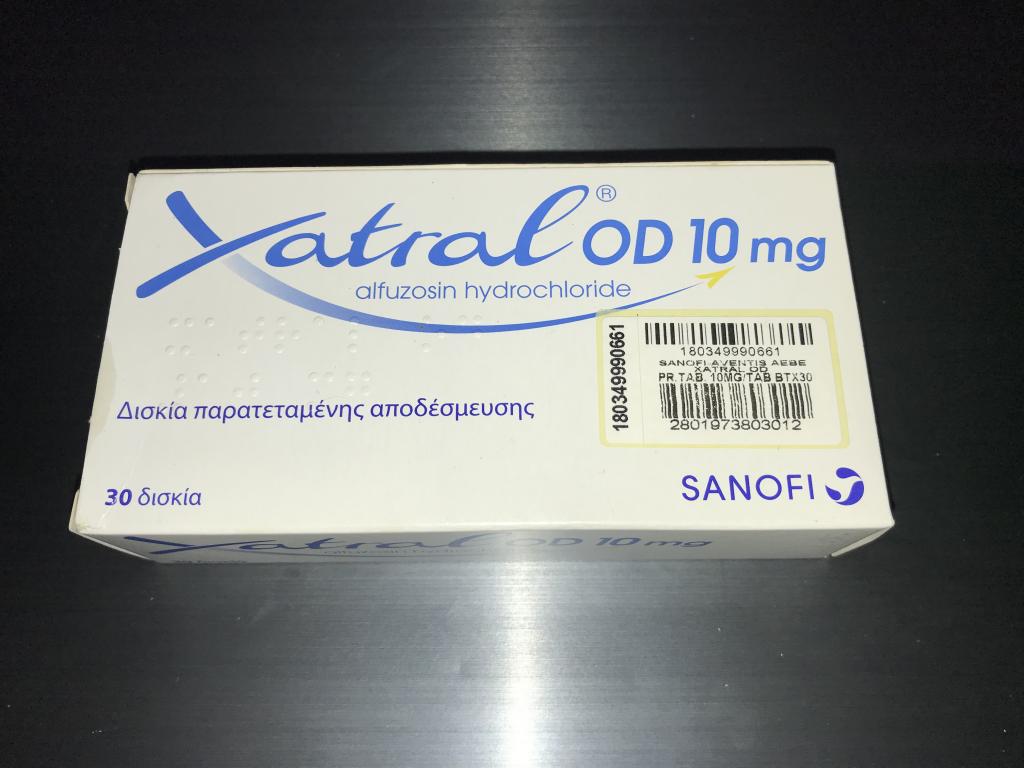 Xatral® OD 10 mg
alfuzosin hydrochloride
180349990661
180349990661
SANOFI AVENTIS AEBE
XATRAL OD
PR.TAB. 10MG/TAB BTX30
2801973803012
Δισκία παρατεταμένης αποδέσμευσης
30 δισκία
SANOFI
Xatral OD 10 mg